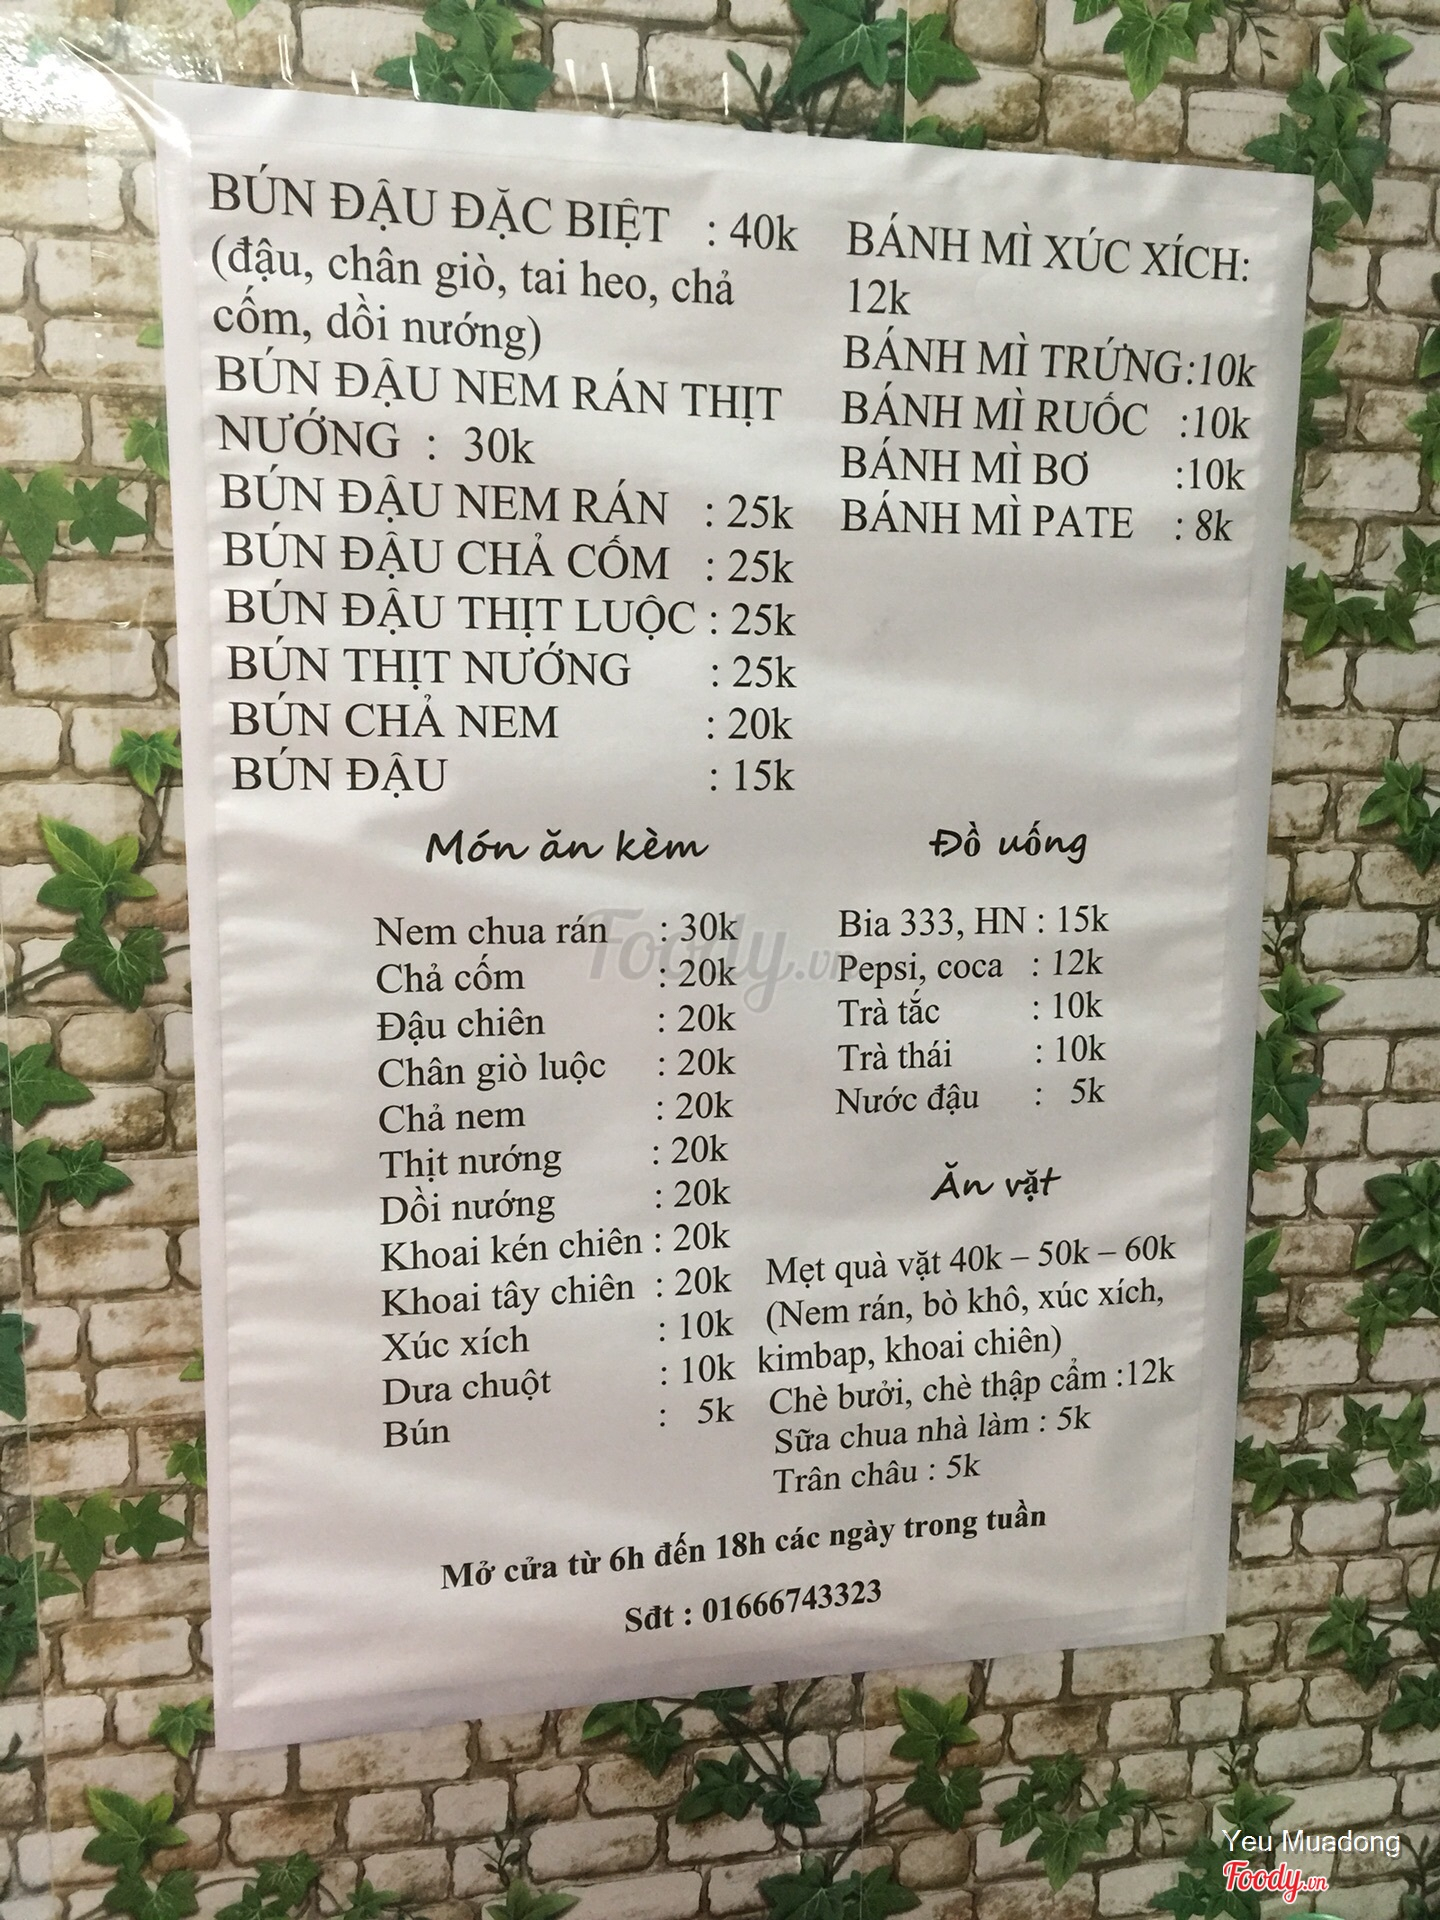 BÚN ĐẬU ĐẶC BIỆT : 40k
(đậu, chân giò, tai heo, chả
cốm, dồi nướng)
BÚN ĐẬU NEM RÁN THỊT
NƯỚNG : 30k
BÚN ĐẬU NEM RÁN : 25k
BÚN ĐẬU CHẢ CỐM : 25k
BÚN ĐẬU THỊT LUỘC : 25k
BÚN THỊT NƯỚNG : 25k
BÚN CHẢ NEM : 20k
BÚN ĐẬU : 15k
BÁNH MÌ XÚC XÍCH:
12k
BÁNH MÌ TRỨNG:10k
BÁNH MÌ RUỐC :10k
BÁNH MÌ BƠ :10k
BÁNH MÌ PATE : 8k
Món ăn kèm
Nem chua rán : 30k
Chả cốm : 20k
Đậu chiên : 20k
Chân giò luộc : 20k
Chả nem : 20k
Thịt nướng : 20k
Dồi nướng : 20k
Khoai kén chiên : 20k
Khoai tây chiên : 20k
Xúc xích : 10k
Dưa chuột : 10k
Bún : 5k
Đồ uống
Bia 333, HN : 15k
Pepsi, coca : 12k
Trà tắc : 10k
Trà thái : 10k
Nước đậu : 5k
Ăn vặt
Mẹt quà vặt 40k – 50k – 60k
(Nem rán, bò khô, xúc xích,
kimbap, khoai chiên)
Chè bưởi, chè thập cẩm :12k
Sữa chua nhà làm : 5k
Trân châu : 5k
Mở cửa từ 6h đến 18h các ngày trong tuần
Sđt : 01666743323
Foody.vn
Yeu Muadong
Foody.vn